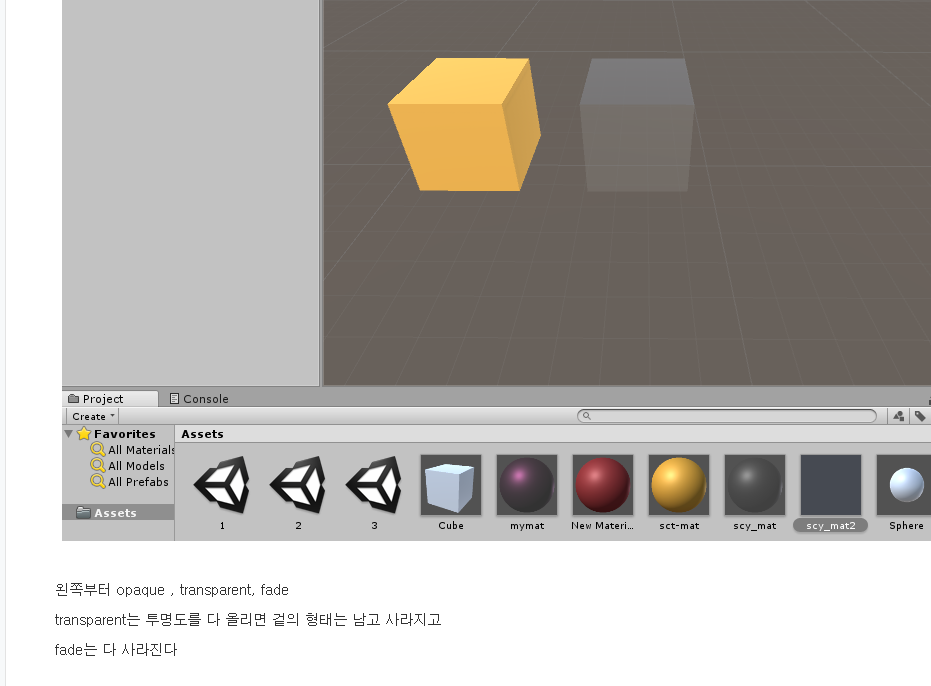 Project
Console
Create
Favorites
Assets
All Materials
All Models
All Prefabs
Assets
1
2
3
Cube
mymat
New Materi...
sct-mat
scy_mat
scy_mat2
Sphere
왼쪽부터 opaque , transparent, fade
transparent는 투명도를 다 올리면 겉의 형태는 남고 사라지고
fade는 다 사라진다